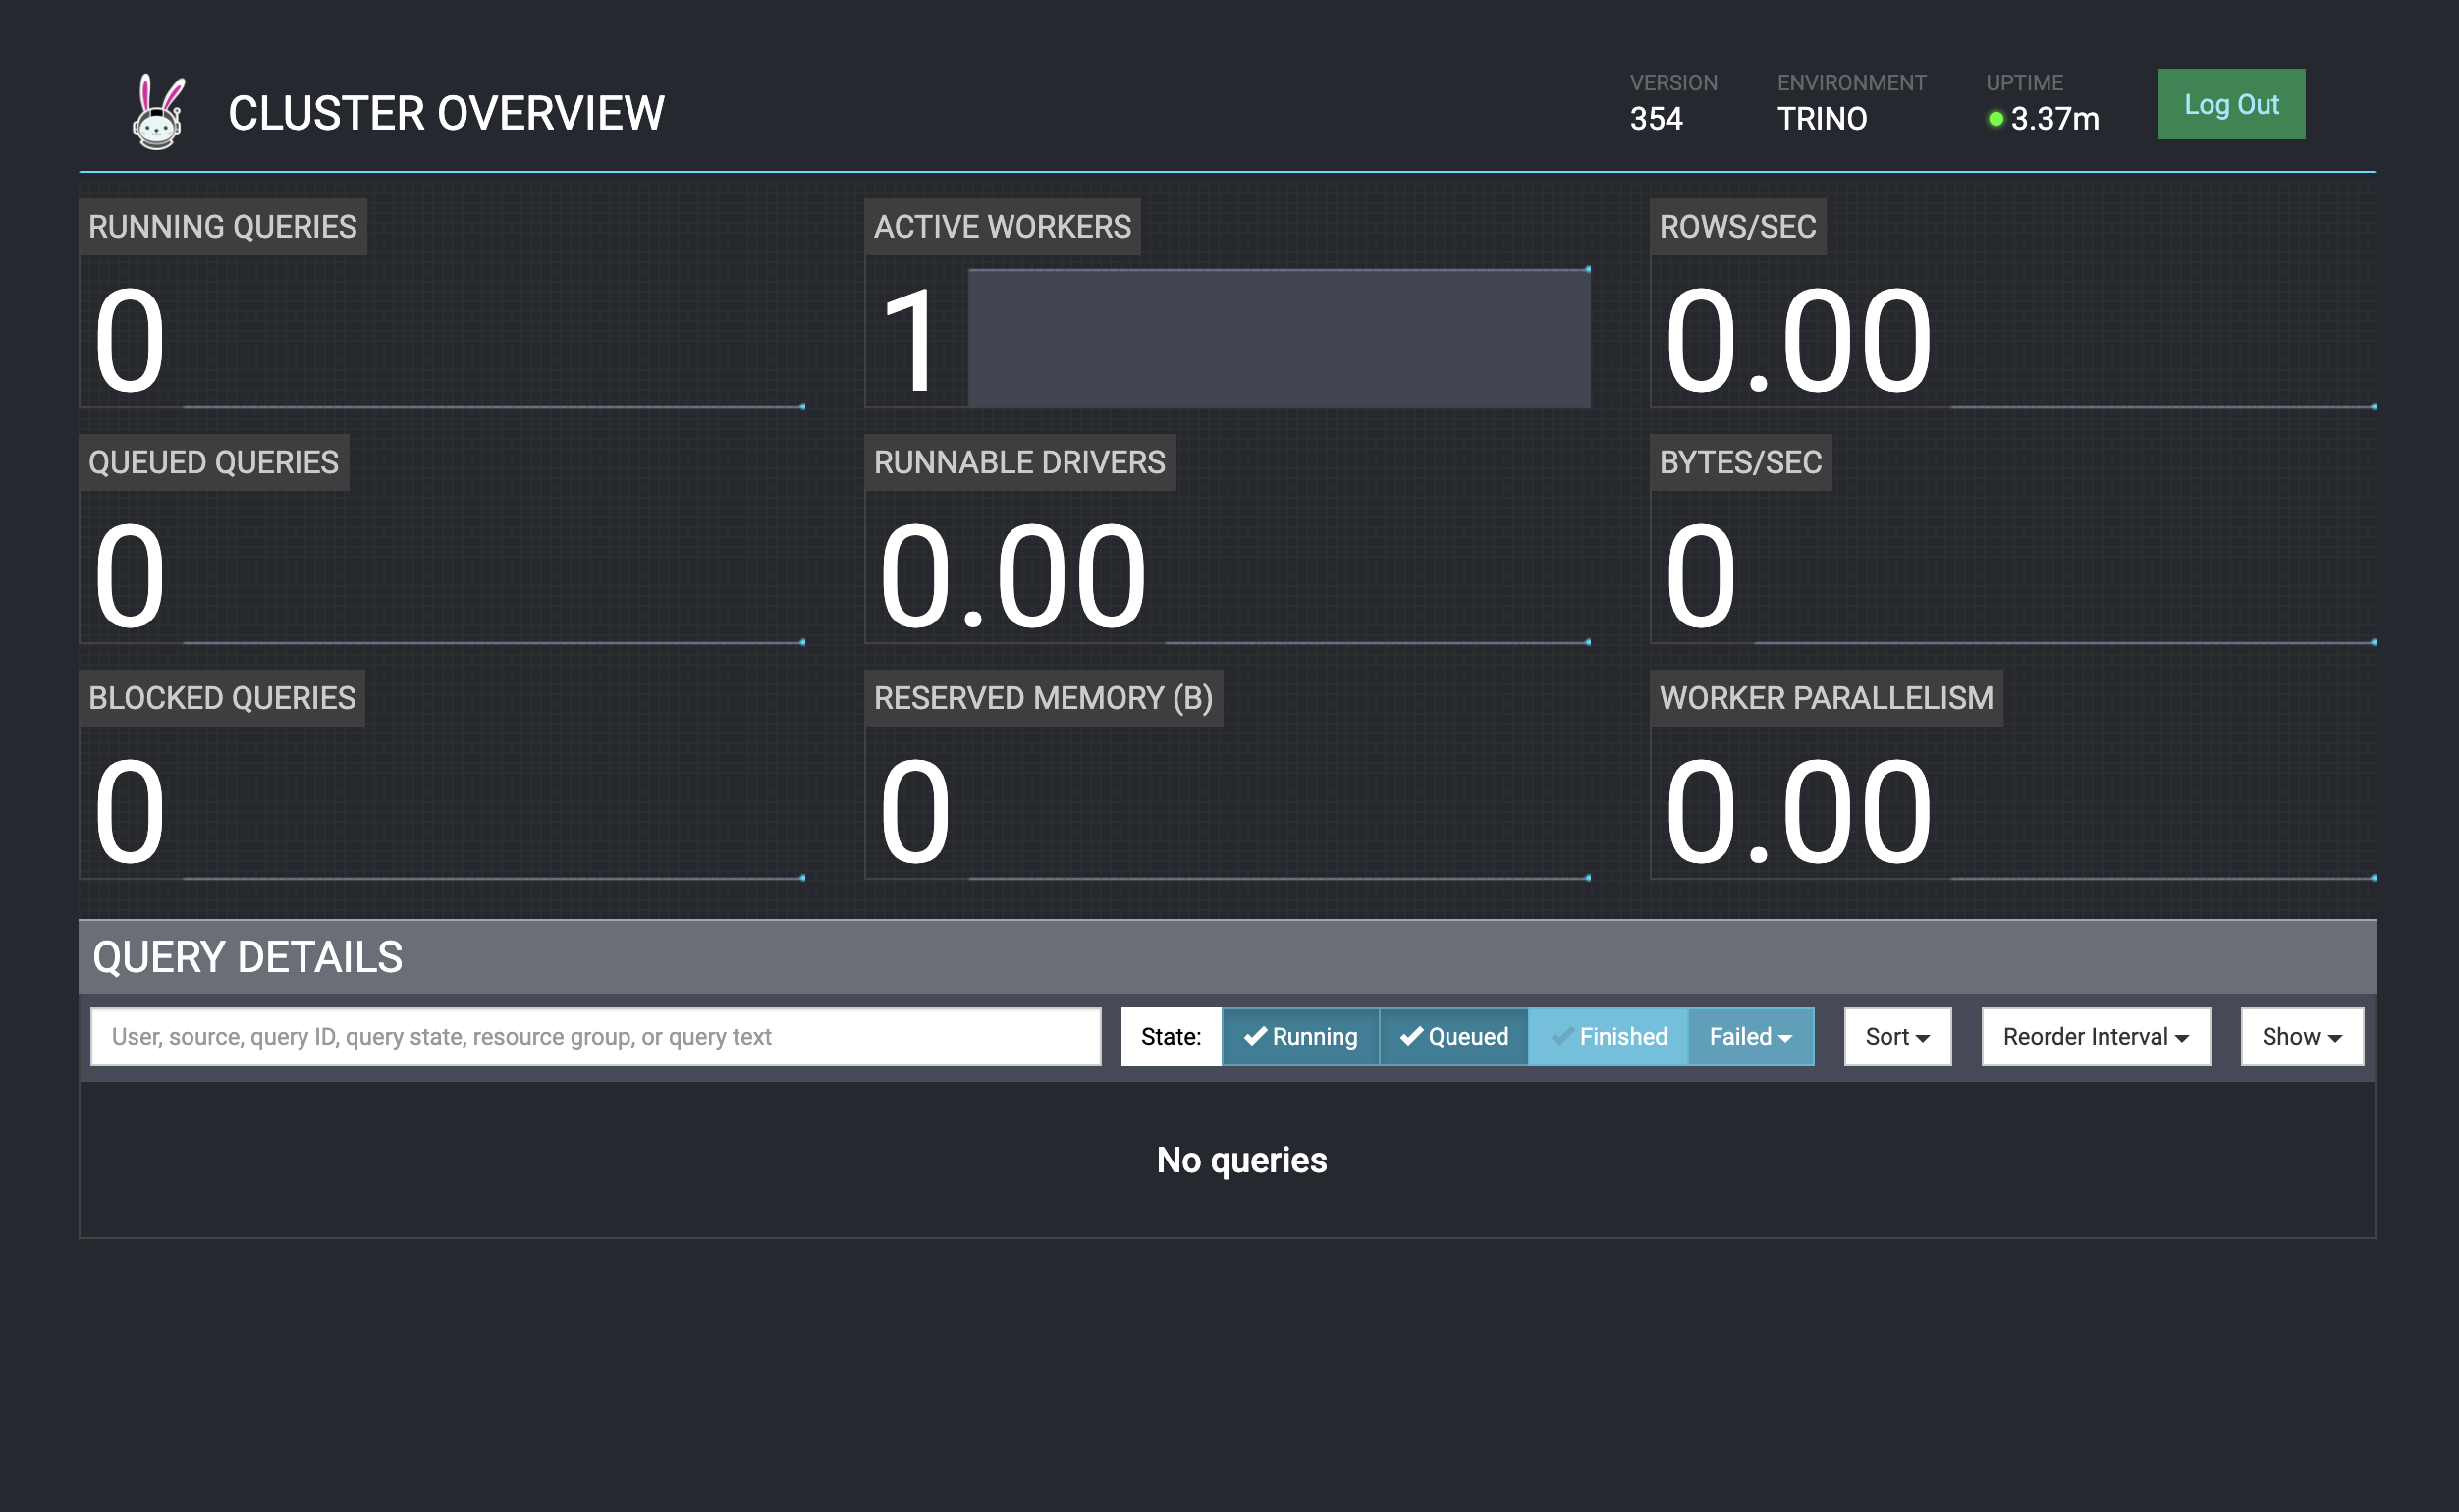 CLUSTER OVERVIEW
VERSION
354
ENVIRONMENT
TRINO
UPTIME
3.37m
Log Out
RUNNING QUERIES
0
ACTIVE WORKERS
1
ROWS/SEC
0.00
QUEUED QUERIES
0
RUNNABLE DRIVERS
0.00
BYTES/SEC
0
BLOCKED QUERIES
0
RESERVED MEMORY (B)
0
WORKER PARALLELISM
0.00
QUERY DETAILS
User, source, query ID, query state, resource group, or query text
State:
Running
Queued
Finished
Failed
Sort
Reorder Interval
Show
No queries